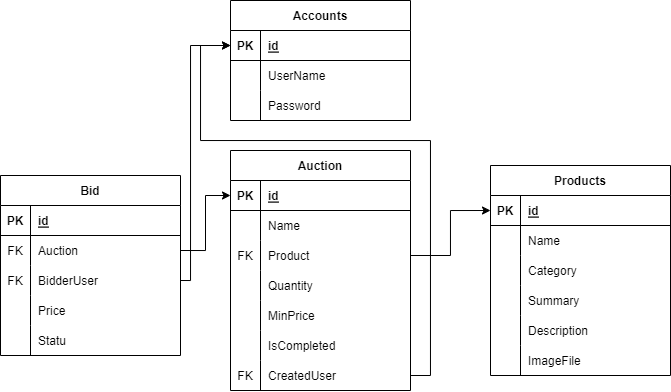 Accounts
PK id
UserName
Password
Auction
PK id
Name
FK Product
Quantity
MinPrice
IsCompleted
FK CreatedUser
Bid
PK id
FK Auction
FK BidderUser
Price
Statu
Products
PK id
Name
Category
Summary
Description
ImageFile